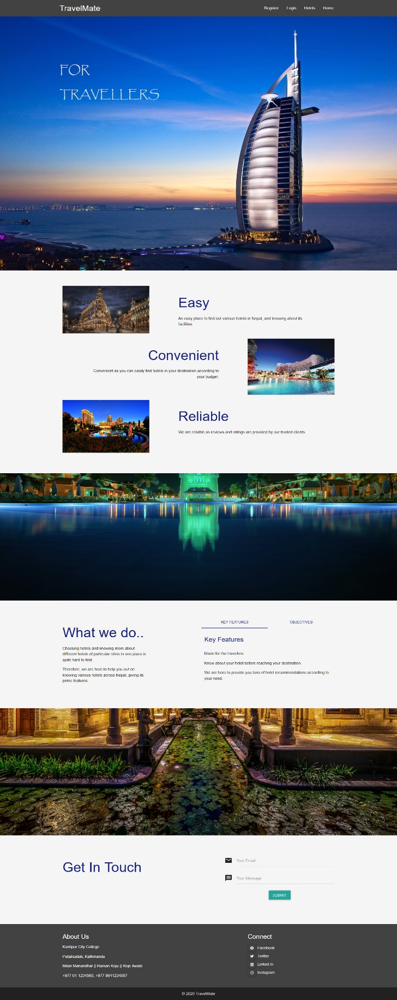 TravelMate
Register Login Hotels Home
FOR
TRAVELLERS
Easy
An easy place to find out various hotels in Nepal, and knowing about its
facilities.
Convenient
Convenient as you can easily find hotels in your destination according to
your budget.
Reliable
We are reliable as reviews and ratings are provided by our trusted clients.
What we do..
Choosing hotels and knowing more about
different hotels of particular cities in one place is
quite hard to find.
Therefore, we are here to help you out on
knowing various hotels across Nepal, giving its
prime features.
KEY FEATURES OBJECTIVES
Key Features
Made for the travellers
Know about your hotel before reaching your destination.
We are here to provide you tons of hotel recommendations according to
your need.
Get In Touch
Your Email
Your Message
SUBMIT
About Us
Kantipur City College
Putalisadak, Kathmandu
Milan Manandhar || Raman Koju || Roje Awale
+977 01 1234560, +977 9841234567
Connect
Facebook
Twitter
Linked In
Instagram
© 2020 TravelMate